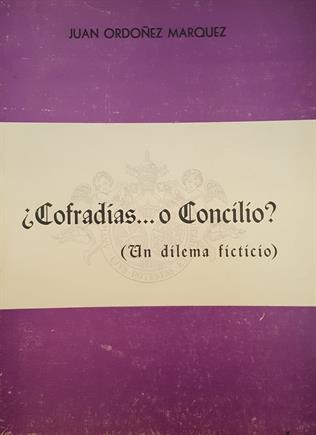 JUAN ORDOÑEZ MARQUEZ
¿Cofradías... o Concilio?
(Un dilema ficticio)